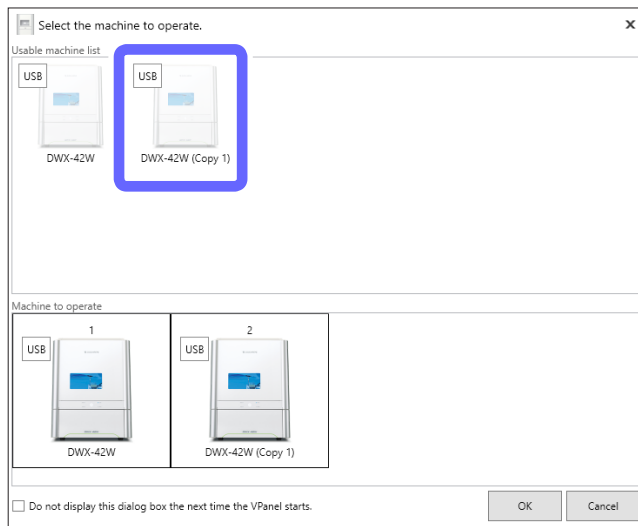 Select the machine to operate.
x
Usable machine list
USB
USB
DWX-42W
DWX-42W (Copy 1)
Machine to operate
1
2
USB
USB
DWX-42W
DWX-42W (Copy 1)
Do not display this dialog box the next time the VPanel starts.
OK
Cancel